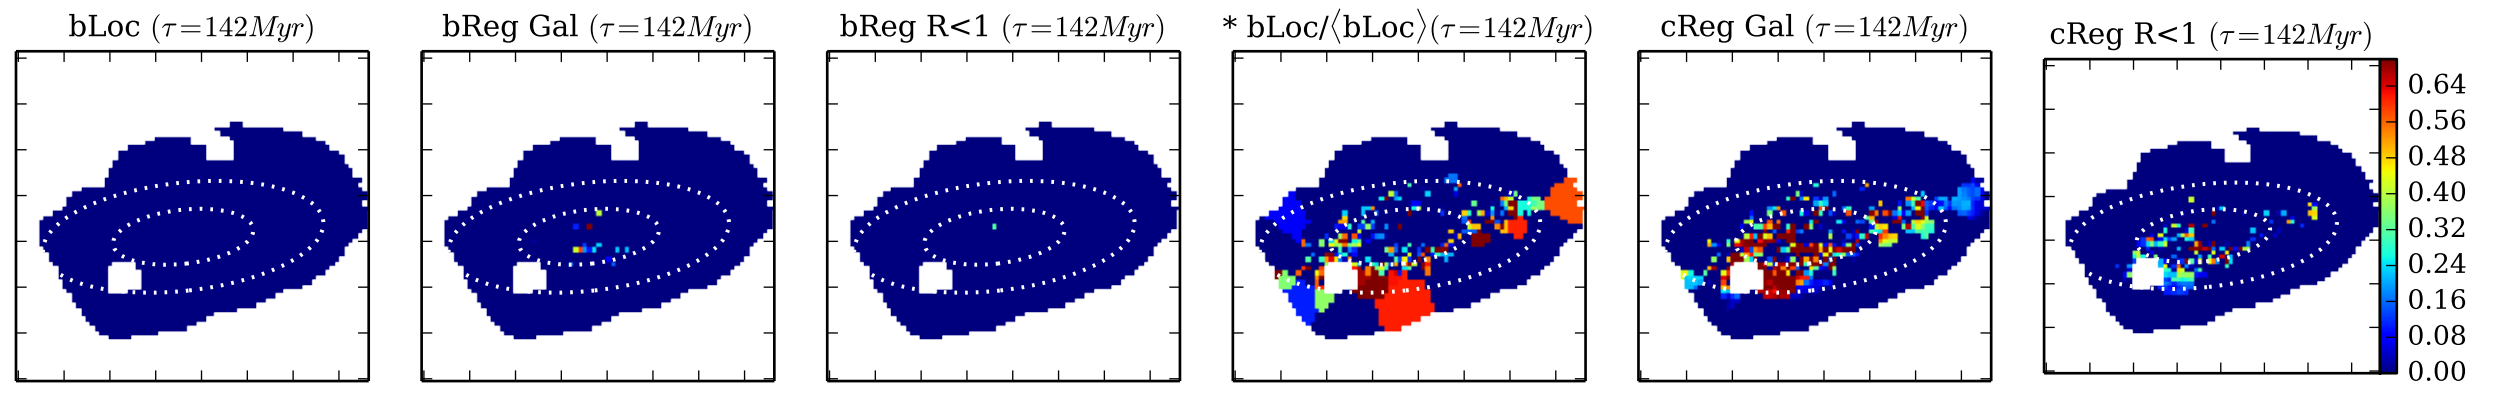 bLoc (τ=142Myr)
bReg Gal (τ=142Myr)
bReg R<1 (τ=142Myr)
* bLoc/⟨bLoc⟩(τ=142Myr)
cReg Gal (τ=142Myr)
cReg R<1 (τ=142Myr)
0.64
0.56
0.48
0.40
0.32
0.24
0.16
0.08
0.00